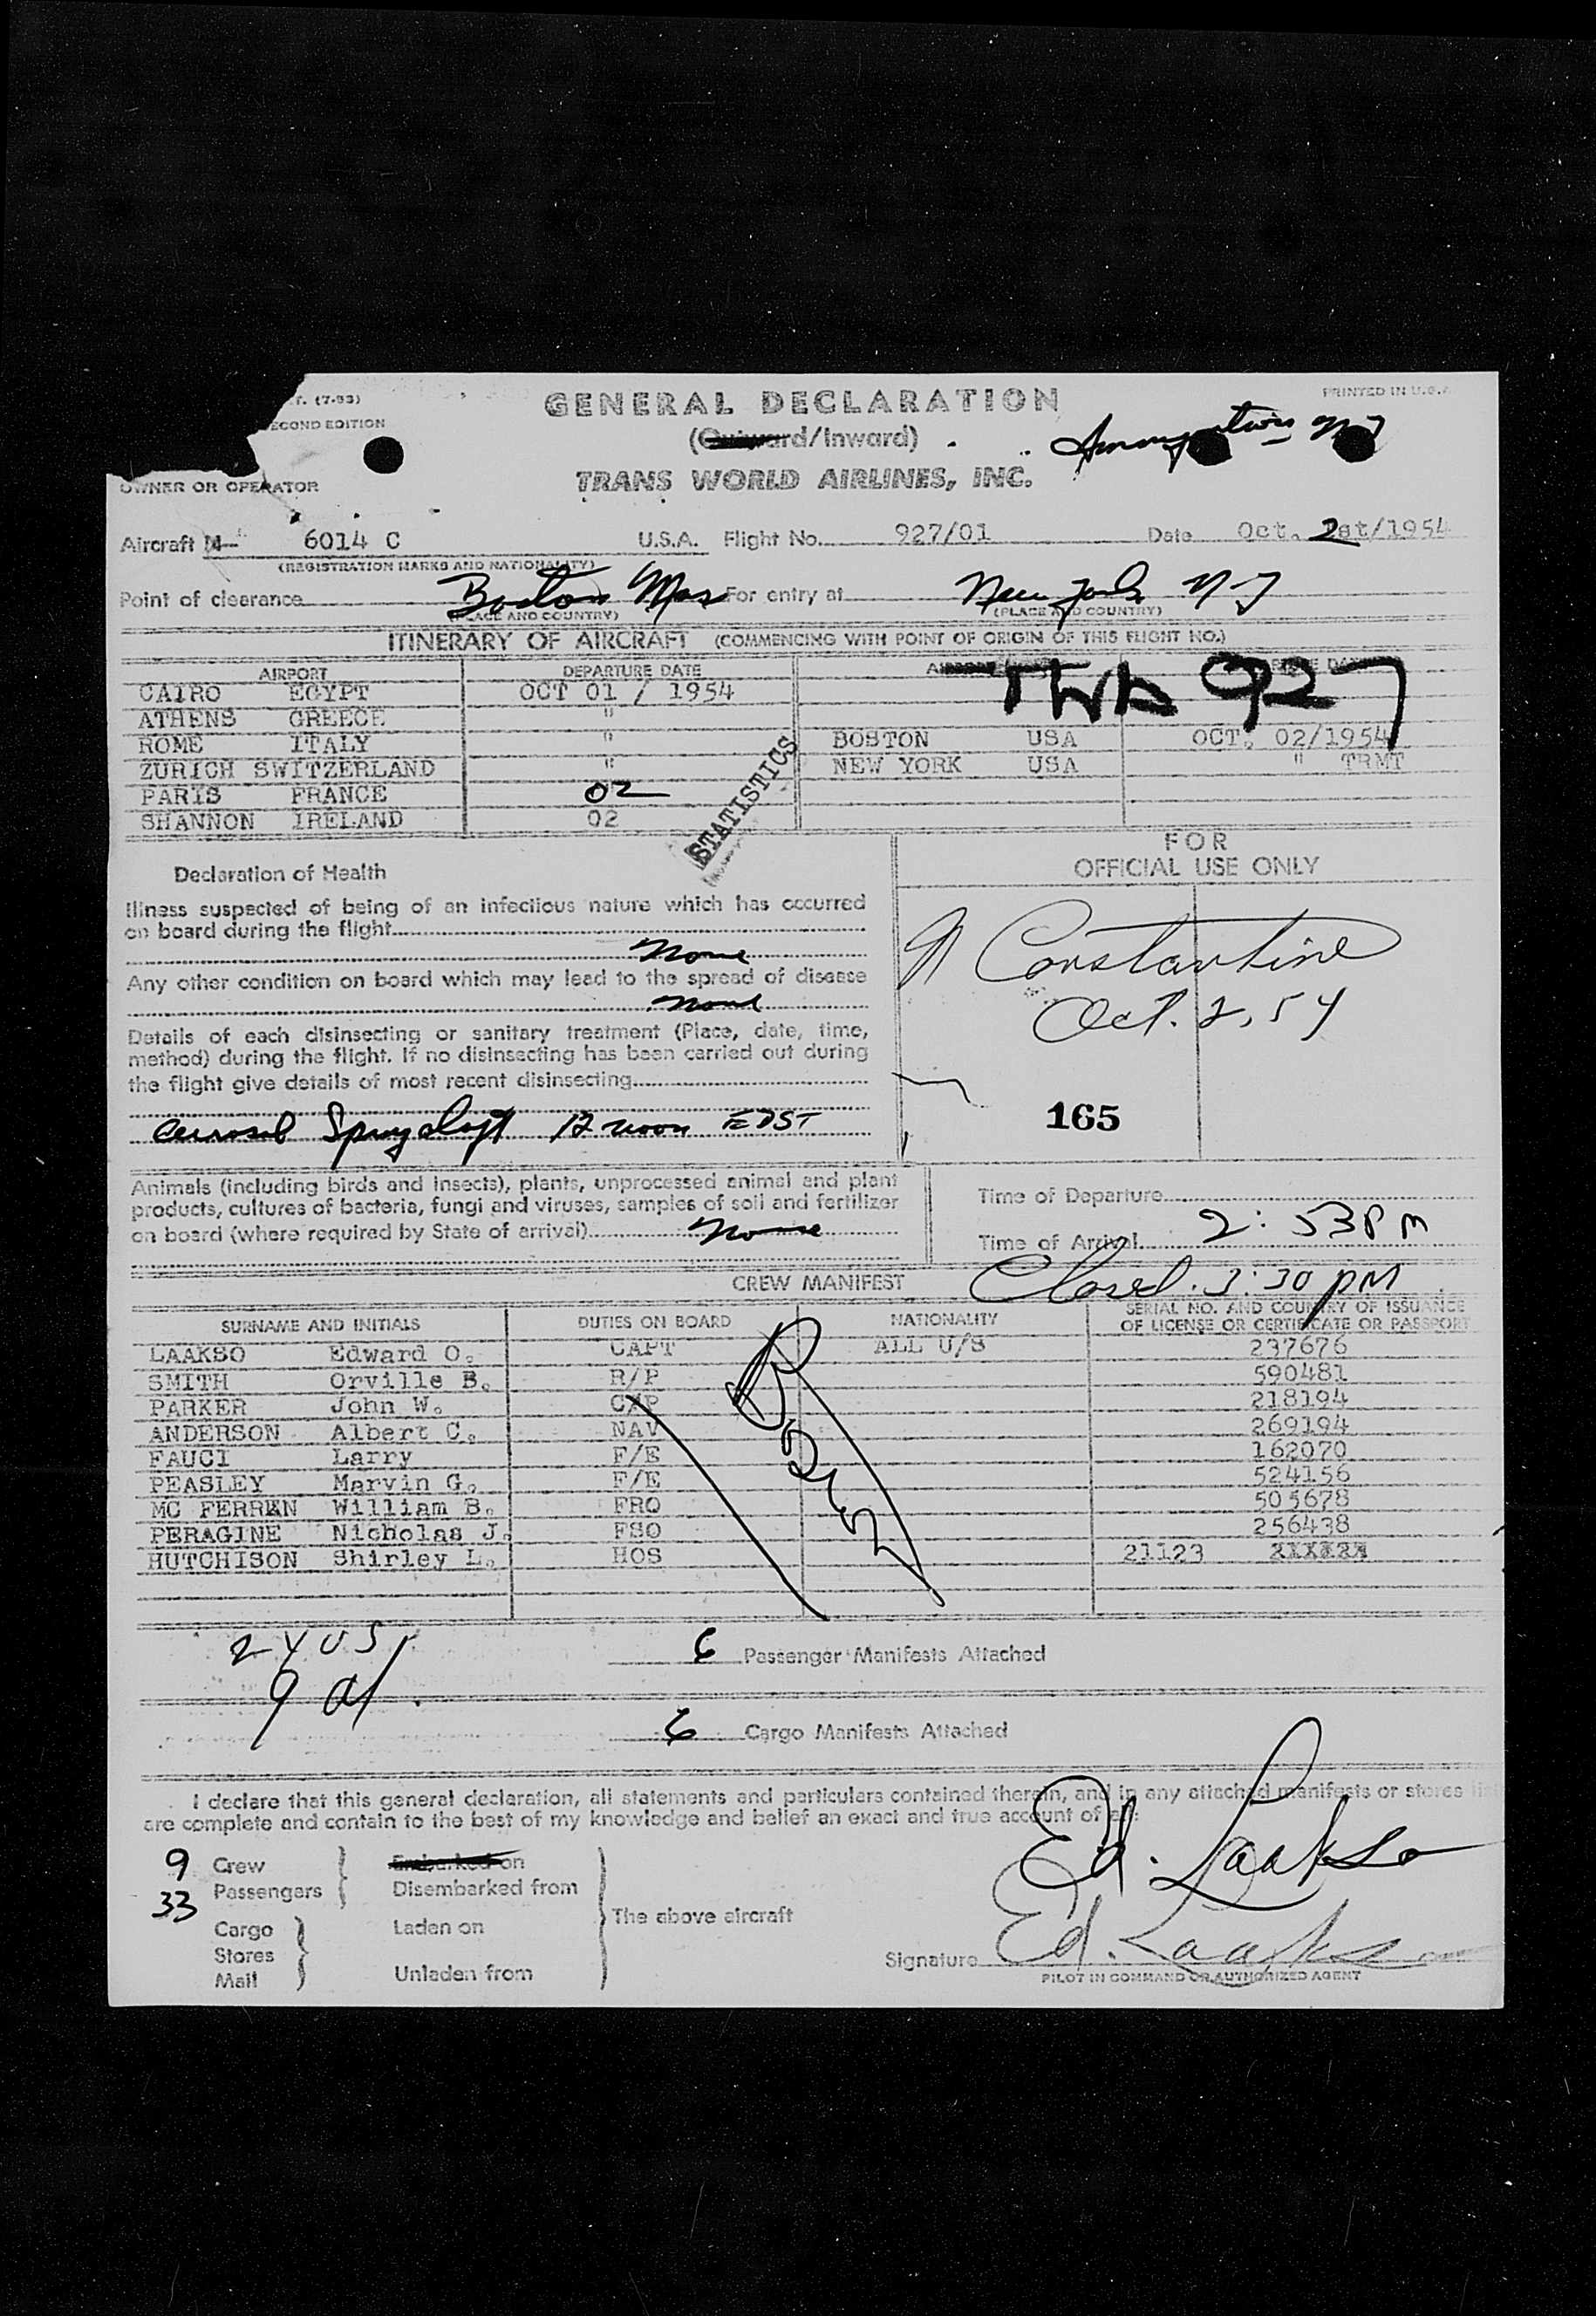 T. (7-53)
GENERAL DECLARATION
PRINTED IN U.S.A.
SECOND EDITION
(Outward/Inward)
TRANS WORLD AIRLINES, INC.
OWNER OR OPERATOR
Aircraft N- 6014 C U.S.A. Flight No. 927/01 Date Oct. 2st/1954
(REGISTRATION MARKS AND NATIONALITY)
Point of clearance Boston Mas For entry at New York NY
(PLACE AND COUNTRY) (PLACE AND COUNTRY)
ITINERARY OF AIRCRAFT (COMMENCING WITH POINT OF ORIGIN OF THIS FLIGHT NO.)
AIRPORT DEPARTURE DATE
TWA 927
CAIRO EGYPT OCT 01 / 1954
ATHENS GREECE "
ROME ITALY " BOSTON USA OCT. 02/1954
ZURICH SWITZERLAND " NEW YORK USA " TRMT
PARIS FRANCE 02
SHANNON IRELAND 02
STATISTICS
FOR
OFFICIAL USE ONLY
Declaration of Health
Illness suspected of being of an infectious nature which has occurred
on board during the flight
None
Any other condition on board which may lead to the spread of disease
None
Details of each disinsecting or sanitary treatment (Place, date, time,
method) during the flight. If no disinsecting has been carried out during
the flight give details of most recent disinsecting
12 noon EDST
N Constantine
Oct. 2, 54
165
Animals (including birds and insects), plants, unprocessed animal and plant
products, cultures of bacteria, fungi and viruses, samples of soil and fertilizer
on board (where required by State of arrival) None
Time of Departure
Time of Arrival 2:53 PM
Closed. 3:30 PM
CREW MANIFEST
SURNAME AND INITIALS DUTIES ON BOARD NATIONALITY SERIAL NO. AND COUNTRY OF ISSUANCE OF LICENSE OR CERTIFICATE OR PASSPORT
LAAKSO Edward O. CAPT ALL U/S 237676
SMITH Orville B. R/P 590481
PARKER John W. CXP 218194
ANDERSON Albert C. NAV 269194
FAUCI Larry F/E 162070
PEASLEY Marvin G. F/E 524156
MC FERREN William B. FRO 505678
PERAGINE Nicholas J. FSO 256438
HUTCHISON Shirley L. HOS 21123
24 US
9 al.
6 Passenger Manifests Attached
6 Cargo Manifests Attached
I declare that this general declaration, all statements and particulars contained therein, and in any attached manifests or stores
are complete and contain to the best of my knowledge and belief an exact and true account of all:
9 Crew Embarked on
33 Passengers Disembarked from
Cargo Laden on The above aircraft
Stores
Mail Unladen from
Ed. Laakso
Signature Ed. Laakso
PILOT IN COMMAND OR AUTHORIZED AGENT